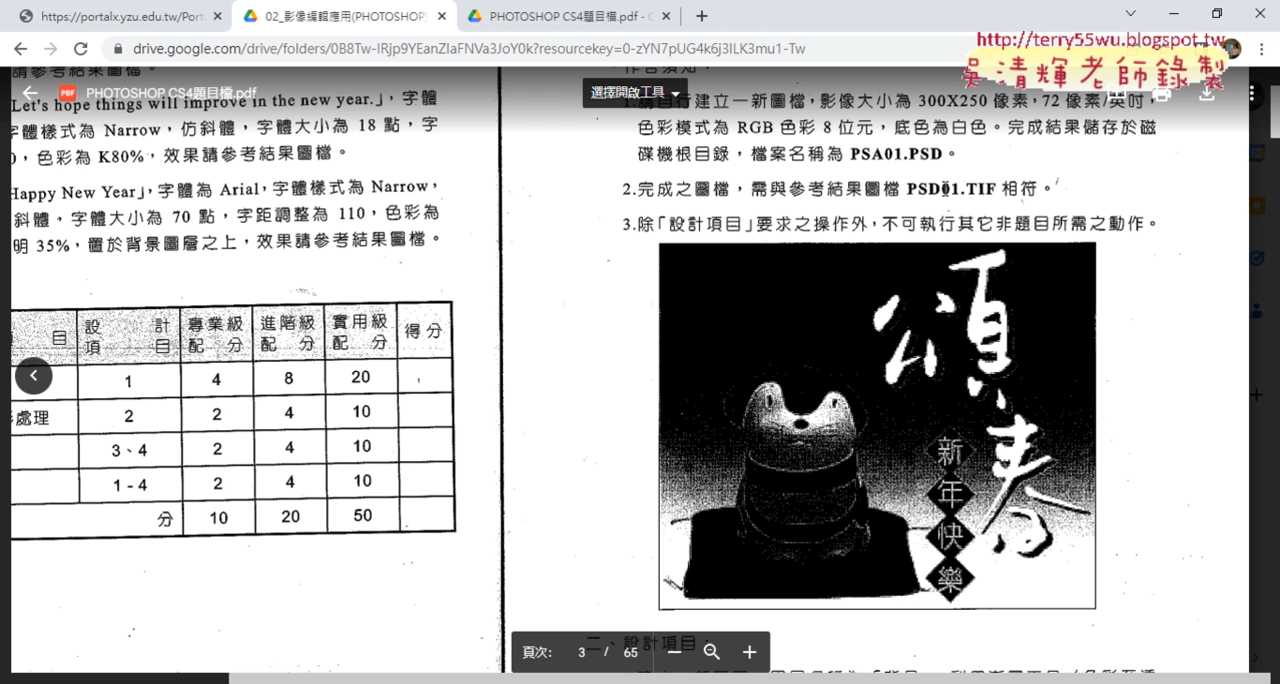 https://portalx.yzu.edu.tw/Port
02_影像編輯應用(PHOTOSHOP)
PHOTOSHOP CS4題目檔.pdf - G
drive.google.com/drive/folders/0B8Tw-IRjp9YEanZIaFNVa3JoY0k?resourcekey=0-zYN7pUG4k6j3ILK3mu1-Tw
http://terry55wu.blogspot.tw
吳清輝老師錄製
請參考結果圖檔。
PDF PHOTOSHOP CS4題目檔.pdf
選擇開啟工具
Let's hope things will improve in the new year.」，字體
字體樣式為 Narrow，仿斜體，字體大小為 18 點，字
0，色彩為 K80%，效果請參考結果圖檔。
Happy New Year」，字體為 Arial，字體樣式為 Narrow，
斜體，字體大小為 70 點，字距調整為 110，色彩為
明 35%，置於背景圖層之上，效果請參考結果圖檔。
目 設計項目 專業級配分 進階級配分 實用級配分 得分
1 4 8 20
處理 2 2 4 10
3、4 2 4 10
1-4 2 4 10
分 10 20 50
作答須知：
1.請自行建立一新圖檔，影像大小為 300X250 像素，72 像素/英吋，
色彩模式為 RGB 色彩 8 位元，底色為白色。完成結果儲存於磁
碟機根目錄，檔案名稱為 PSA01.PSD。
2.完成之圖檔，需與參考結果圖檔 PSD01.TIF 相符。
3.除「設計項目」要求之操作外，不可執行其它非題目所需之動作。
頌春
新年快樂
二、設計項目：
頁次: 3 / 65